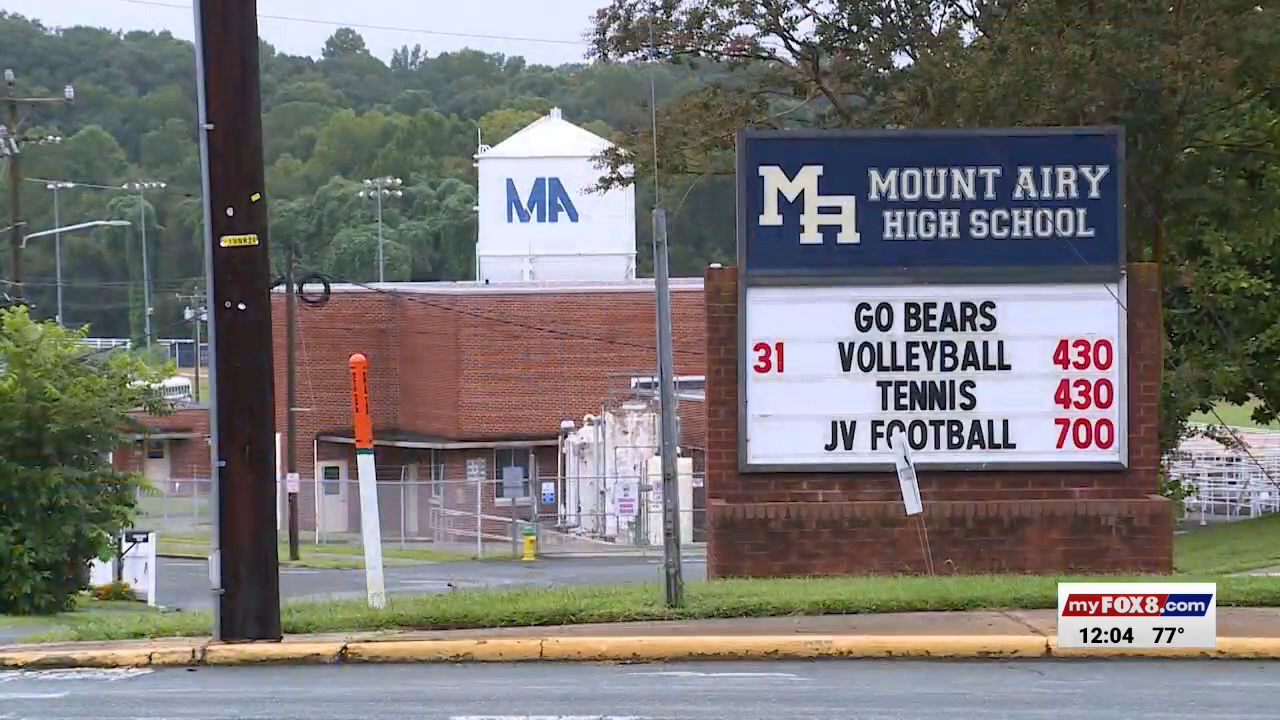 MA
MA
MOUNT AIRY
HIGH SCHOOL
GO BEARS
31 VOLLEYBALL 430
TENNIS 430
JV FOOTBALL 700
myFOX8.com
12:04 77°